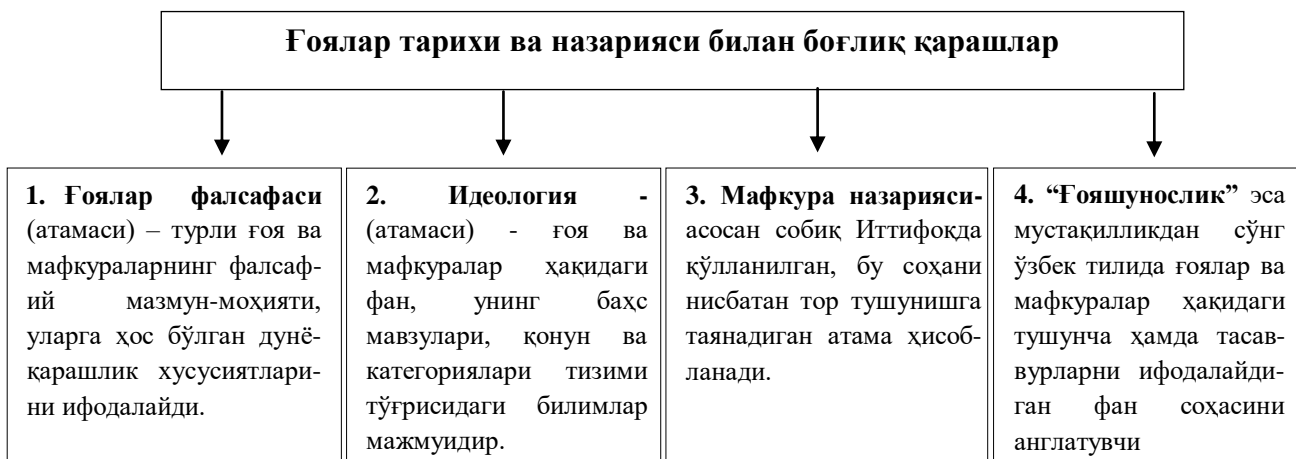 Ғоялар тарихи ва назарияси билан боғлиқ қарашлар
1. Ғоялар фалсафаси
(атамаси) – турли ғоя ва
мафкураларнинг фалсаф-
ий мазмун-моҳияти,
уларга ҳос бўлган дунё-
қарашлик хусусиятлари-
ни ифодалайди.
2. Идеология -
(атамаси) - ғоя ва
мафкуралар ҳақидаги
фан, унинг баҳс
мавзулари, қонун ва
категориялари тизими
тўғрисидаги билимлар
мажмуидир.
3. Мафкура назарияси-
асосан собиқ Иттифоқда
қўлланилган, бу соҳани
нисбатан тор тушунишга
таянадиган атама ҳисоб-
ланади.
4. “Ғояшунослик” эса
мустақилликдан сўнг
ўзбек тилида ғоялар ва
мафкуралар ҳақидаги
тушунча ҳамда тасав-
вурларни ифодалайди-
ган фан соҳасини
англатувчи